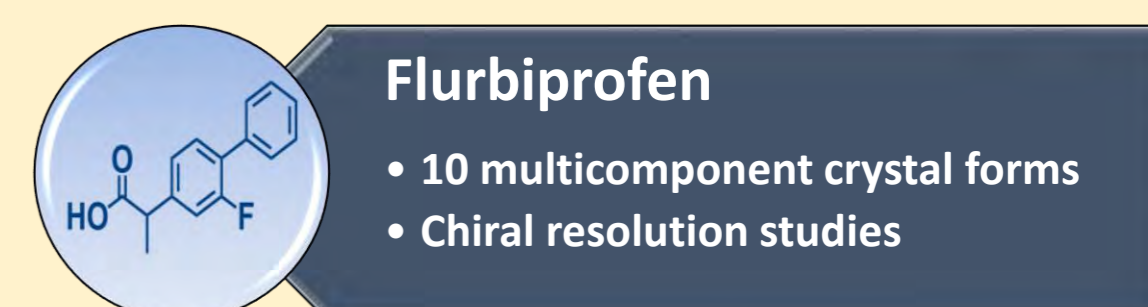 Flurbiprofen
• 10 multicomponent crystal forms
• Chiral resolution studies
O
HO
F